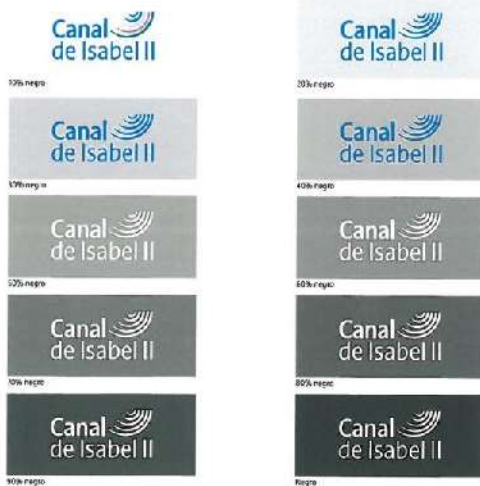 Canal
de Isabel II
10% negro
Canal
de Isabel II
20% negro
Canal
de Isabel II
30% negro
Canal
de Isabel II
40% negro
Canal
de Isabel II
50% negro
Canal
de Isabel II
60% negro
Canal
de Isabel II
70% negro
Canal
de Isabel II
80% negro
Canal
de Isabel II
90% negro
Canal
de Isabel II
Negro